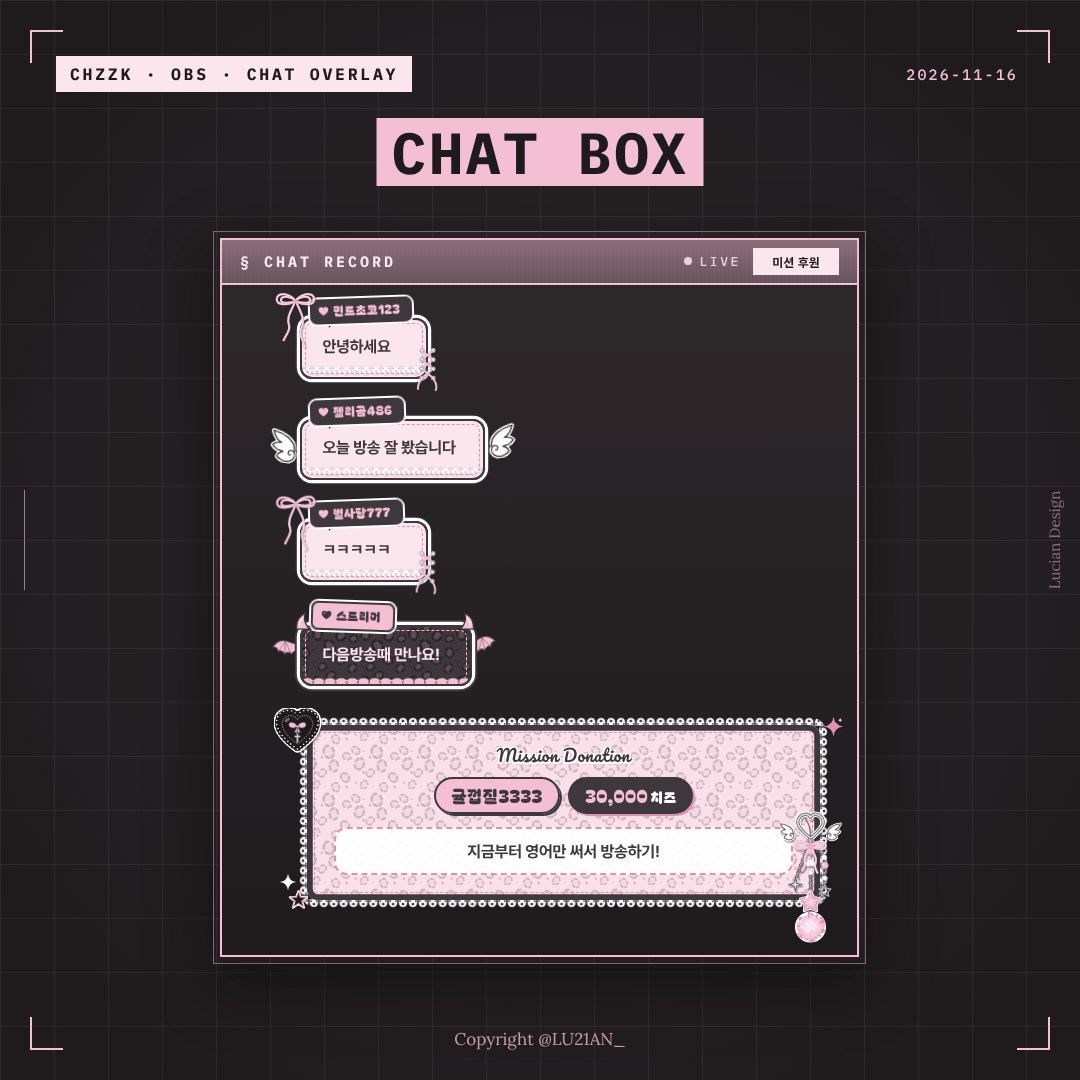 CHZZK · OBS · CHAT OVERLAY
2026-11-16
CHAT BOX
§ CHAT RECORD
LIVE
미션 후원
민트초코123
안녕하세요
젤리곰486
오늘 방송 잘 봤습니다
별사탕777
ㅋㅋㅋㅋㅋ
스트리머
다음방송때 만나요!
Mission Donation
귤껍질3333
30,000 치즈
지금부터 영어만 써서 방송하기!
Lucian Design
Copyright @LU21AN_